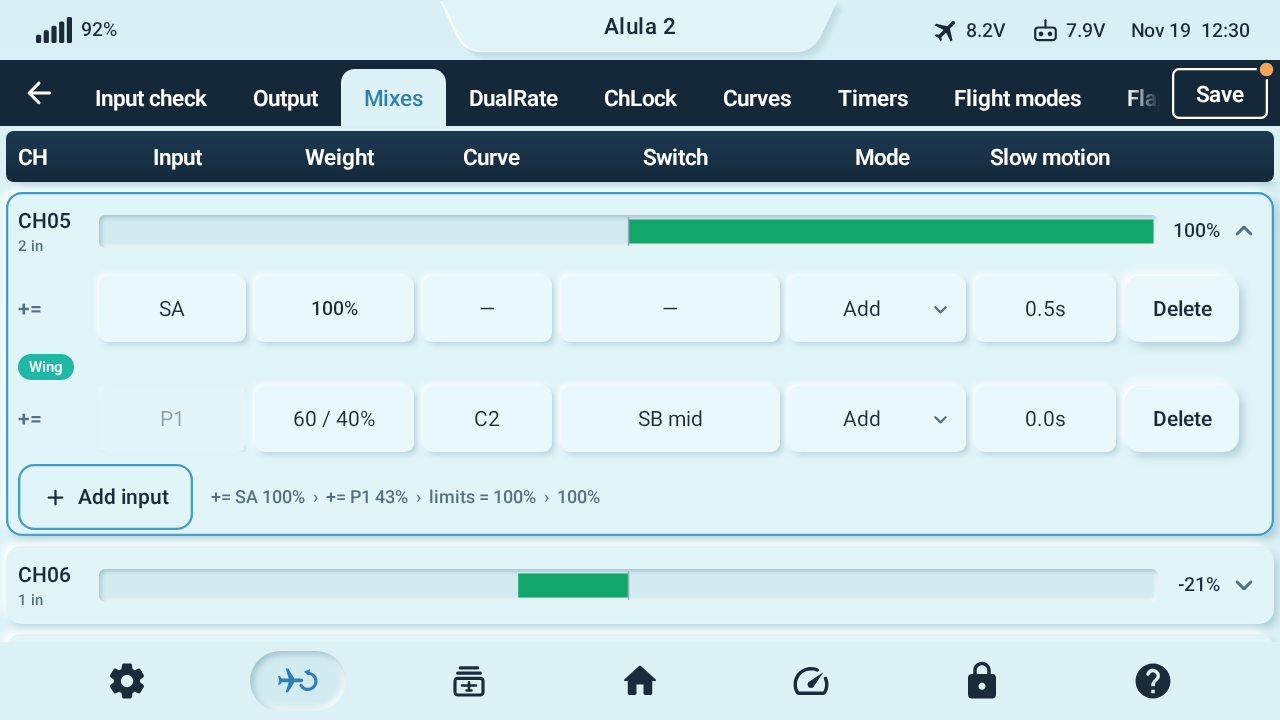 92%
Alula 2
8.2V
7.9V
Nov 19 12:30
Input check
Output
Mixes
DualRate
ChLock
Curves
Timers
Flight modes
Fla
Save
CH Input Weight Curve Switch Mode Slow motion
CH05
2 in
100%
+= SA 100% — — Add 0.5s Delete
Wing
+= P1 60 / 40% C2 SB mid Add 0.0s Delete
+ Add input
+= SA 100% › += P1 43% › limits = 100% › 100%
CH06
1 in
-21%